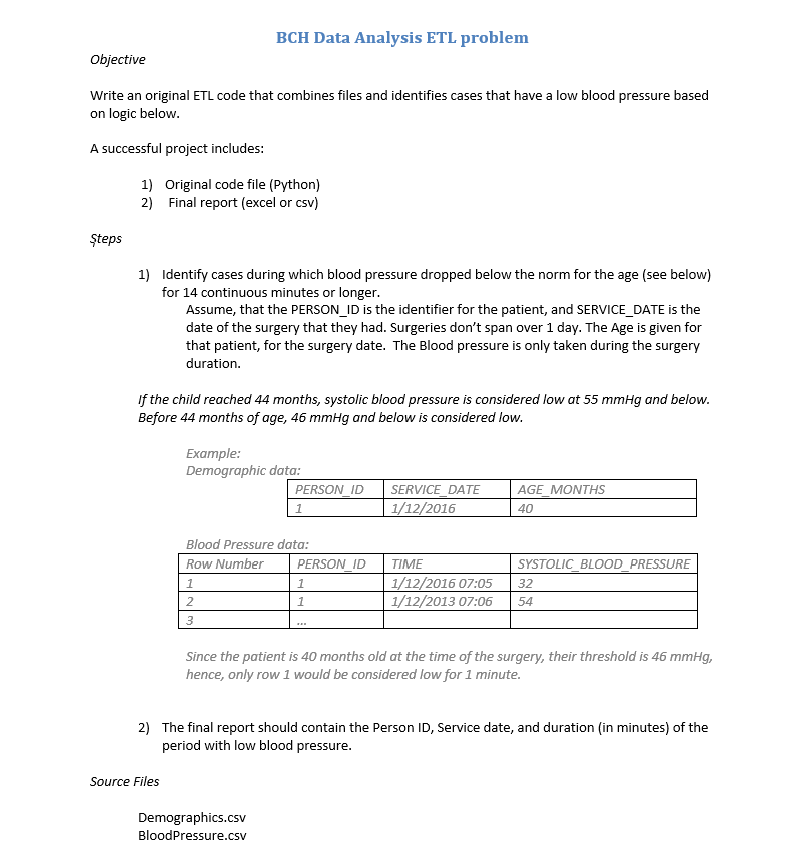 BCH Data Analysis ETL problem
Objective
Write an original ETL code that combines files and identifies cases that have a low blood pressure based
on logic below.
A successful project includes:
1) Original code file (Python)
2) Final report (excel or csv)
Steps
1) Identify cases during which blood pressure dropped below the norm for the age (see below)
for 14 continuous minutes or longer.
Assume, that the PERSON_ID is the identifier for the patient, and SERVICE_DATE is the
date of the surgery that they had. Surgeries don’t span over 1 day. The Age is given for
that patient, for the surgery date. The Blood pressure is only taken during the surgery
duration.
If the child reached 44 months, systolic blood pressure is considered low at 55 mmHg and below.
Before 44 months of age, 46 mmHg and below is considered low.
Example:
Demographic data:
PERSON_ID SERVICE_DATE AGE_MONTHS
1 1/12/2016 40
Blood Pressure data:
Row Number PERSON_ID TIME SYSTOLIC_BLOOD_PRESSURE
1 1 1/12/2016 07:05 32
2 1 1/12/2013 07:06 54
3 ...
Since the patient is 40 months old at the time of the surgery, their threshold is 46 mmHg,
hence, only row 1 would be considered low for 1 minute.
2) The final report should contain the Person ID, Service date, and duration (in minutes) of the
period with low blood pressure.
Source Files
Demographics.csv
BloodPressure.csv